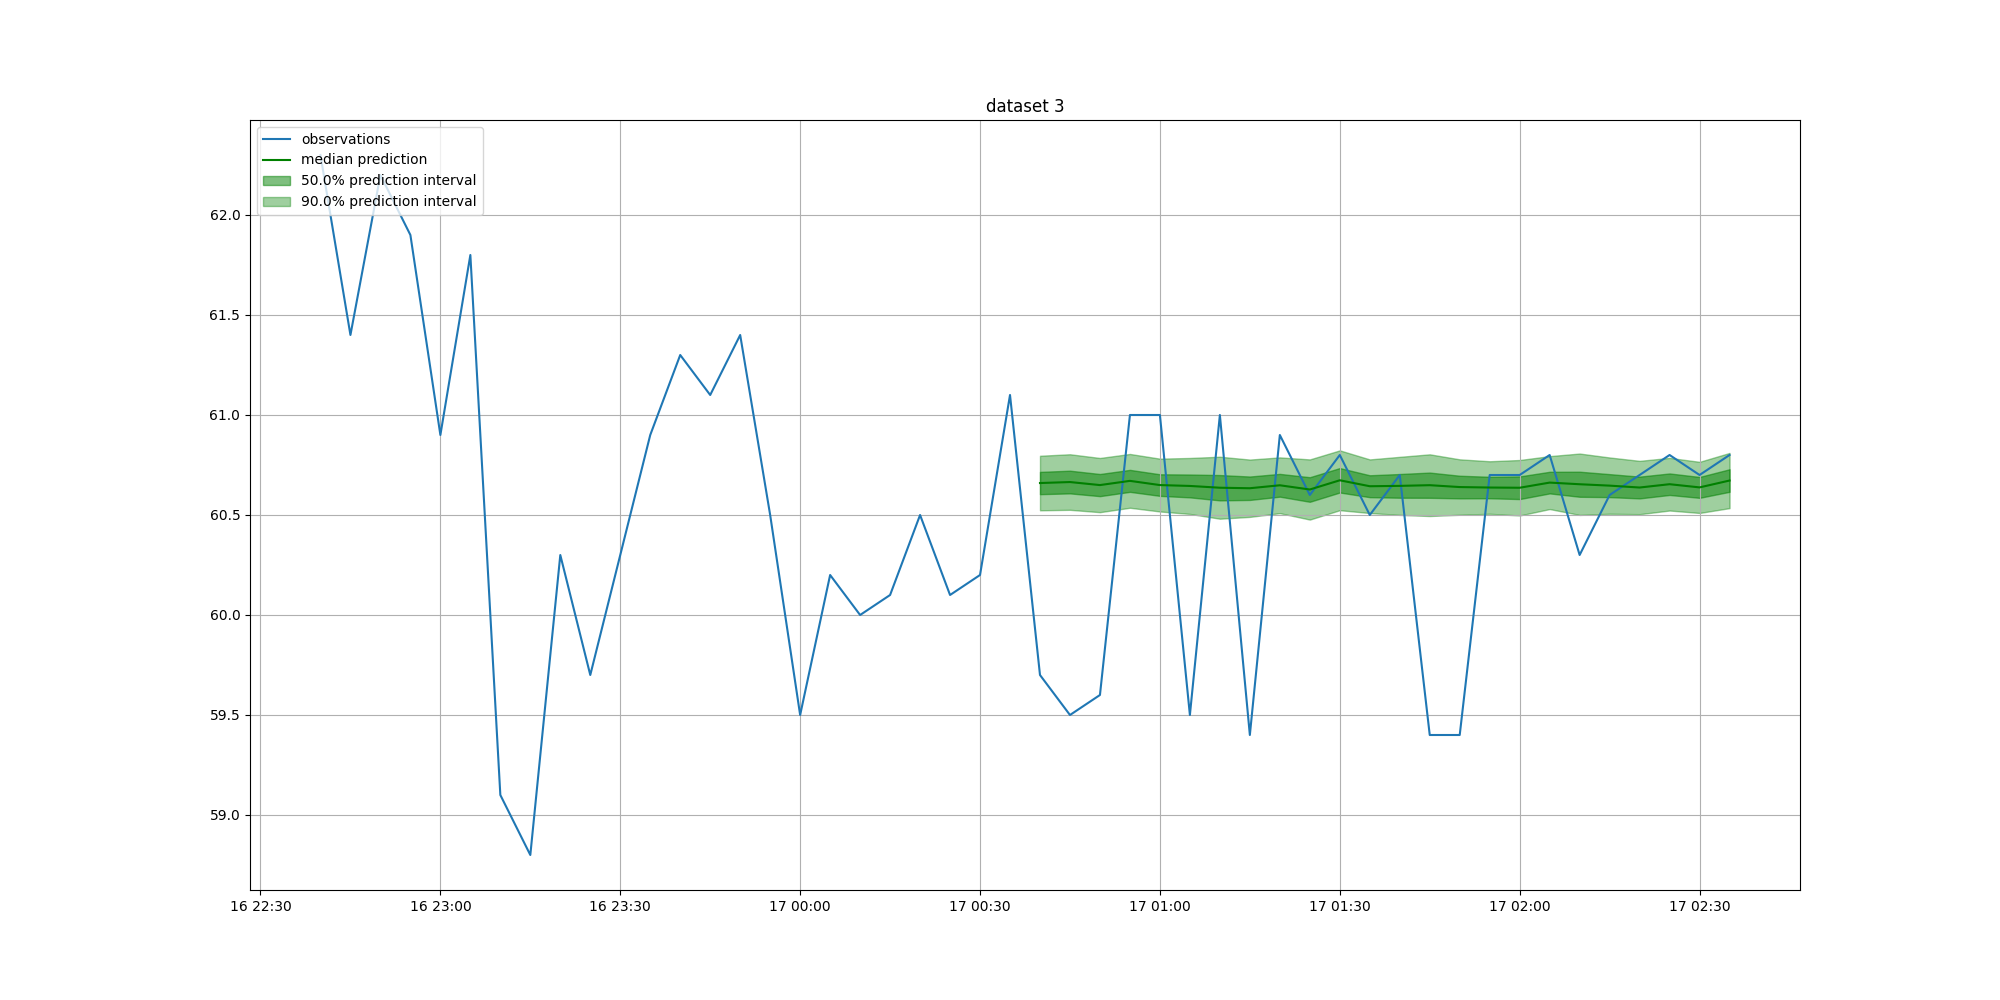 dataset 3
observations
median prediction
50.0% prediction interval
90.0% prediction interval
62.0
61.5
61.0
60.5
60.0
59.5
59.0
16 22:30 16 23:00 16 23:30 17 00:00 17 00:30 17 01:00 17 01:30 17 02:00 17 02:30